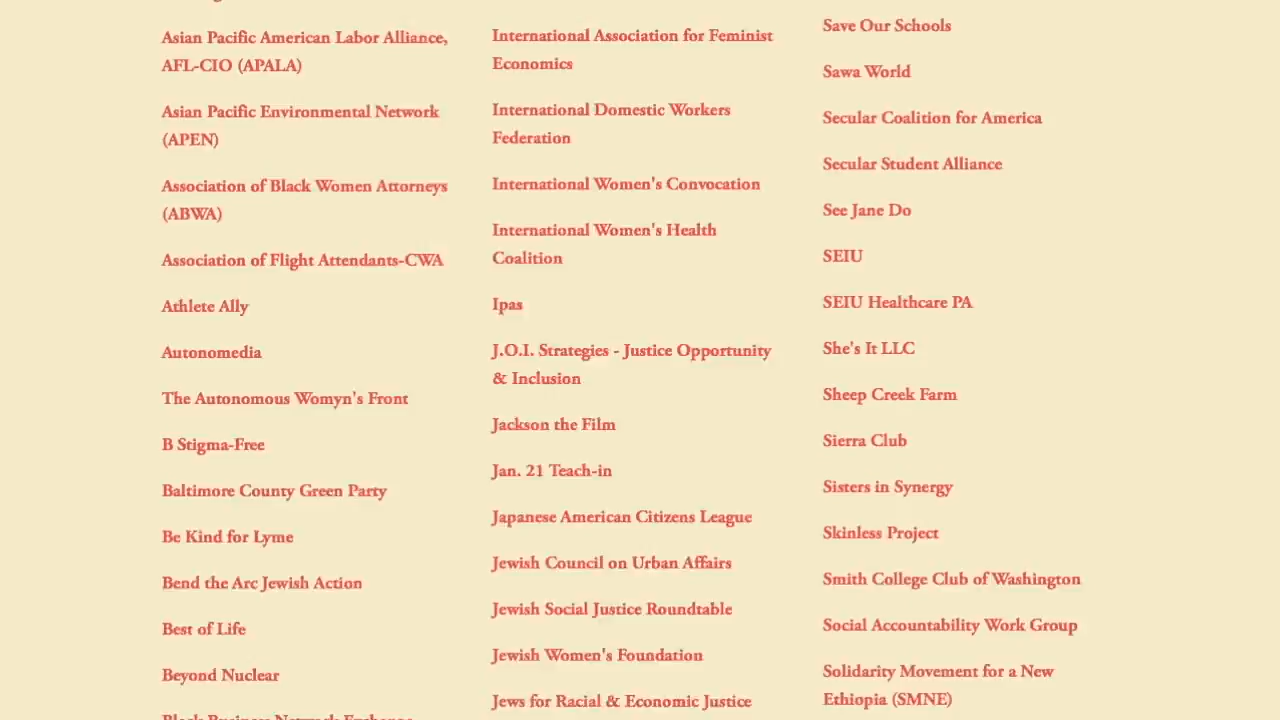 Asian Pacific American Labor Alliance,
AFL-CIO (APALA)
Asian Pacific Environmental Network
(APEN)
Association of Black Women Attorneys
(ABWA)
Association of Flight Attendants-CWA
Athlete Ally
Autonomedia
The Autonomous Womyn's Front
B Stigma-Free
Baltimore County Green Party
Be Kind for Lyme
Bend the Arc Jewish Action
Best of Life
Beyond Nuclear
Black Business Network Exchange
International Association for Feminist
Economics
International Domestic Workers
Federation
International Women's Convocation
International Women's Health
Coalition
Ipas
J.O.I. Strategies - Justice Opportunity
& Inclusion
Jackson the Film
Jan. 21 Teach-in
Japanese American Citizens League
Jewish Council on Urban Affairs
Jewish Social Justice Roundtable
Jewish Women's Foundation
Jews for Racial & Economic Justice
Save Our Schools
Sawa World
Secular Coalition for America
Secular Student Alliance
See Jane Do
SEIU
SEIU Healthcare PA
She's It LLC
Sheep Creek Farm
Sierra Club
Sisters in Synergy
Skinless Project
Smith College Club of Washington
Social Accountability Work Group
Solidarity Movement for a New
Ethiopia (SMNE)